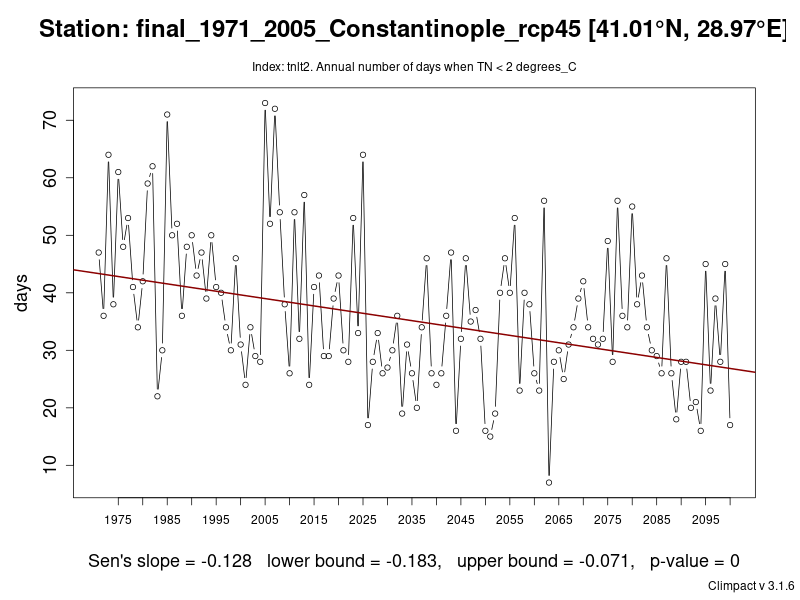 Station: final_1971_2005_Constantinople_rcp45 [41.01°N, 28.97°E]
Index: tnlt2. Annual number of days when TN < 2 degrees_C
days
70
60
50
40
30
20
10
1975 1985 1995 2005 2015 2025 2035 2045 2055 2065 2075 2085 2095
Sen's slope = -0.128 lower bound = -0.183, upper bound = -0.071, p-value = 0
Climpact v 3.1.6